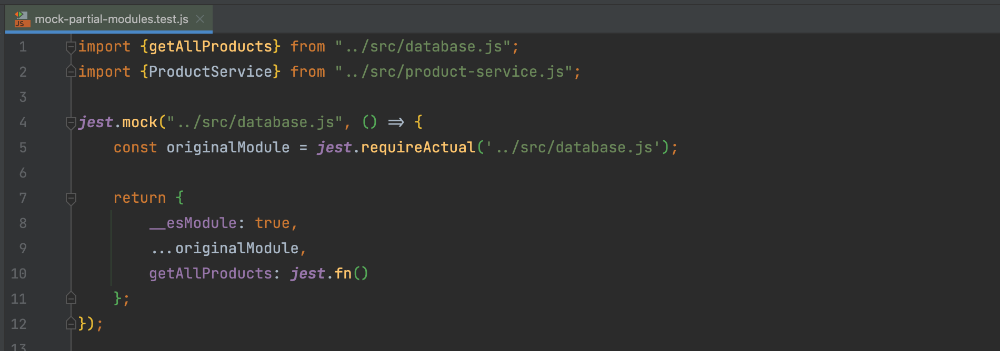 JS mock-partial-modules.test.js
1 import {getAllProducts} from "../src/database.js";
2 import {ProductService} from "../src/product-service.js";
3
4 jest.mock("../src/database.js", () => {
5 const originalModule = jest.requireActual('../src/database.js');
6
7 return {
8 __esModule: true,
9 ...originalModule,
10 getAllProducts: jest.fn()
11 };
12 });
13